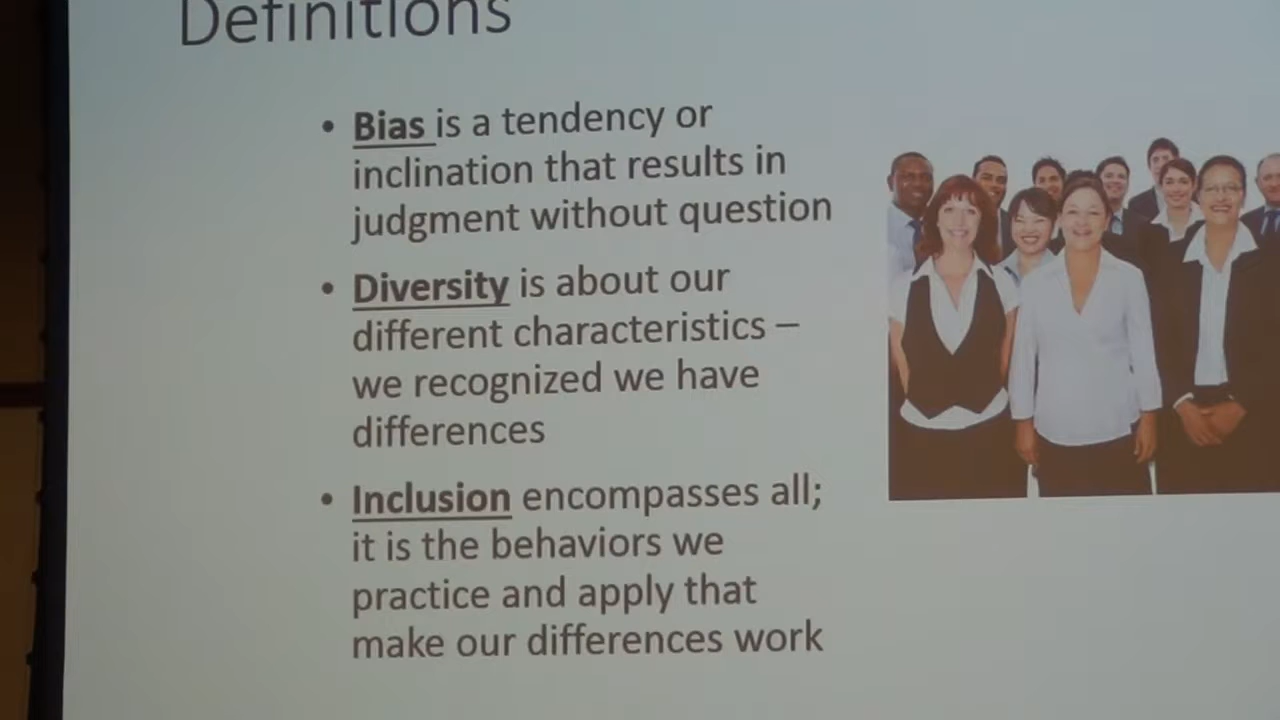 Definitions
• Bias is a tendency or
inclination that results in
judgment without question
• Diversity is about our
different characteristics –
we recognized we have
differences
• Inclusion encompasses all;
it is the behaviors we
practice and apply that
make our differences work